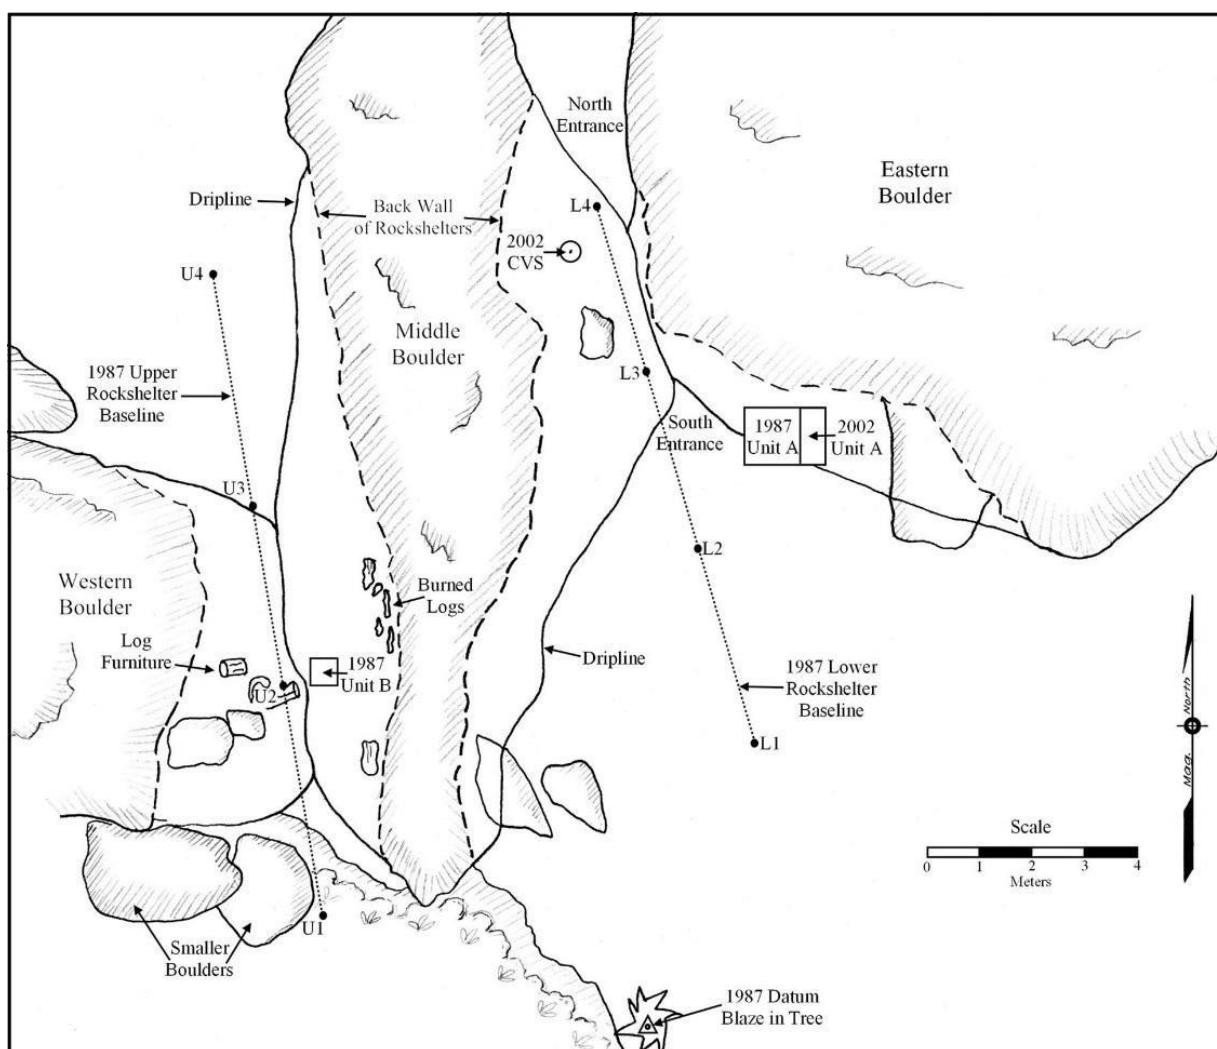 North
Entrance
Eastern
Boulder
Dripline
Back Wall
of Rockshelters
L4
2002
CVS
U4
Middle
Boulder
1987 Upper
Rockshelter
Baseline
L3
South
Entrance
1987
Unit A
2002
Unit A
U3
L2
Western
Boulder
Burned
Logs
Log
Furniture
1987
Unit B
U2
Dripline
1987 Lower
Rockshelter
Baseline
L1
North
Mag.
Scale
0 1 2 3 4
Meters
U1
Smaller
Boulders
1987 Datum
Blaze in Tree